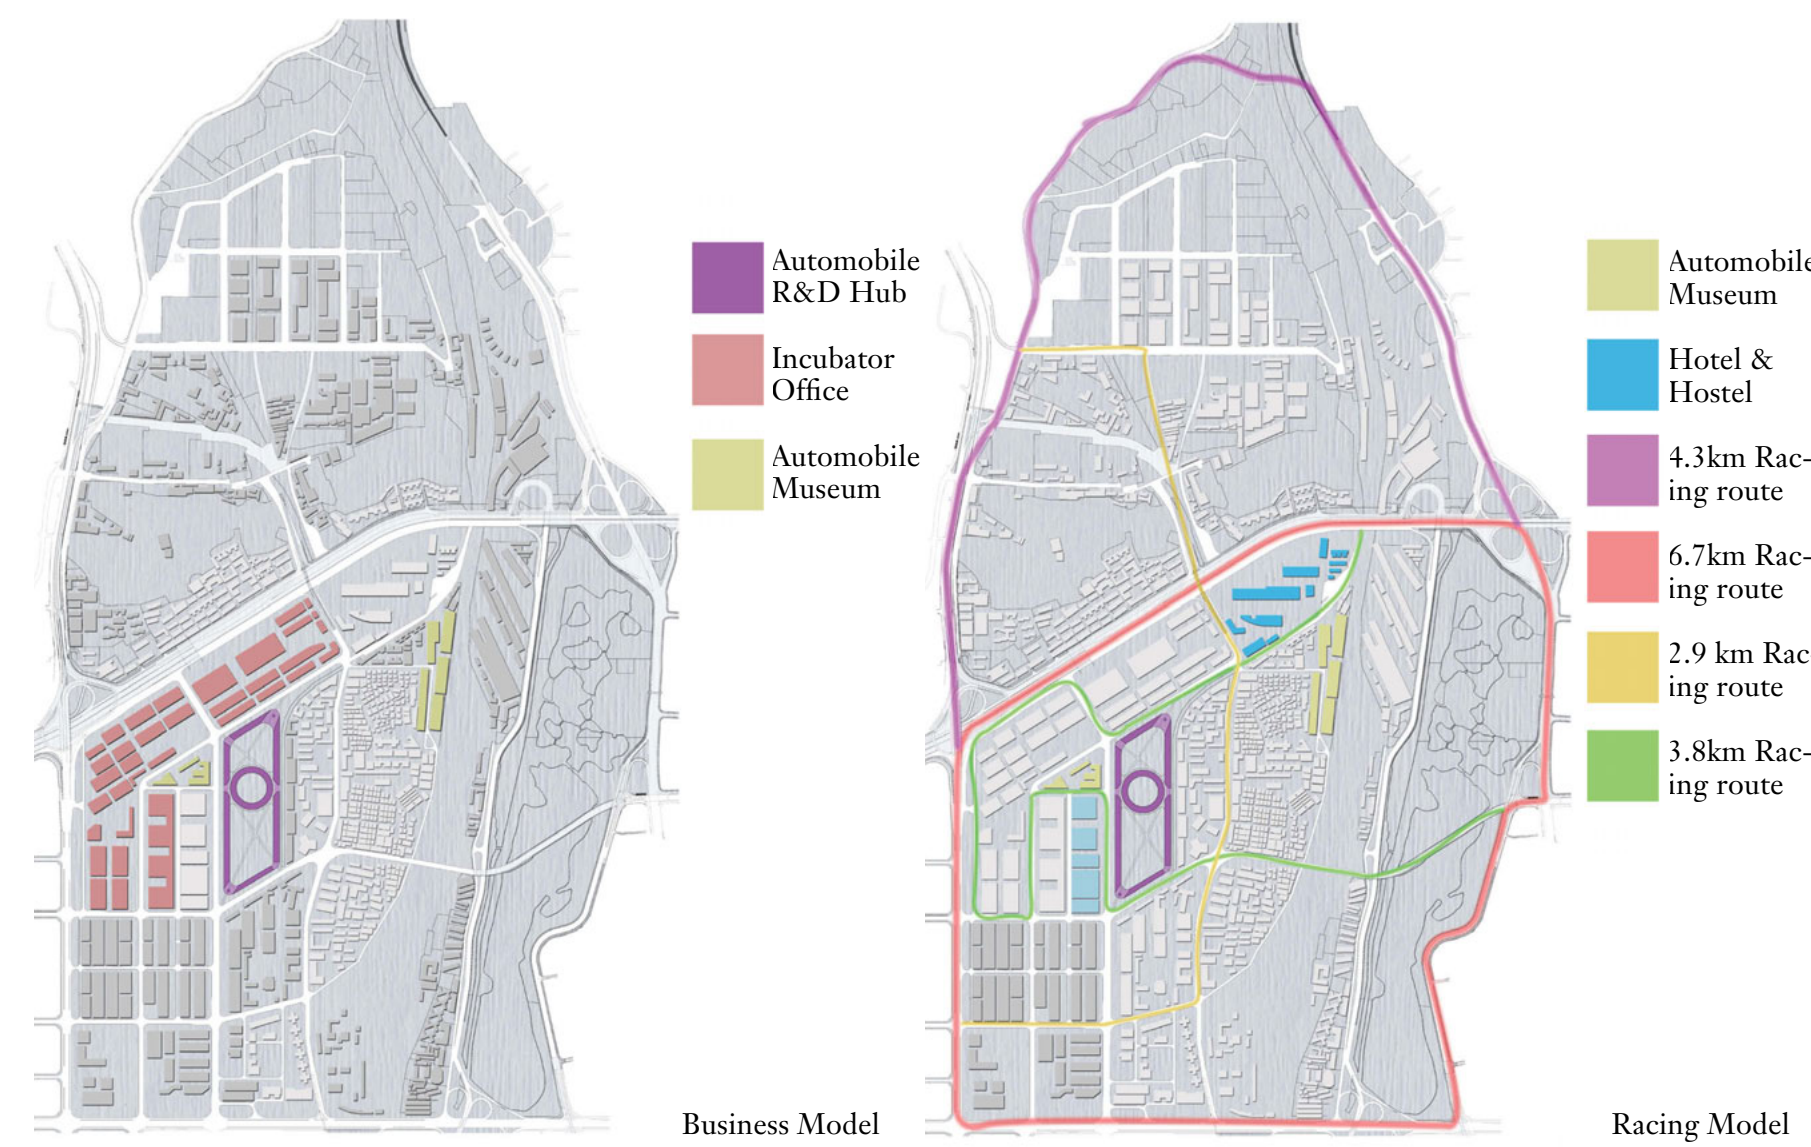 Automobile
R&D Hub
Incubator
Office
Automobile
Museum
Business Model
Automobile
Museum
Hotel &
Hostel
4.3km Rac-
ing route
6.7km Rac-
ing route
2.9 km Rac
ing route
3.8km Rac-
ing route
Racing Model